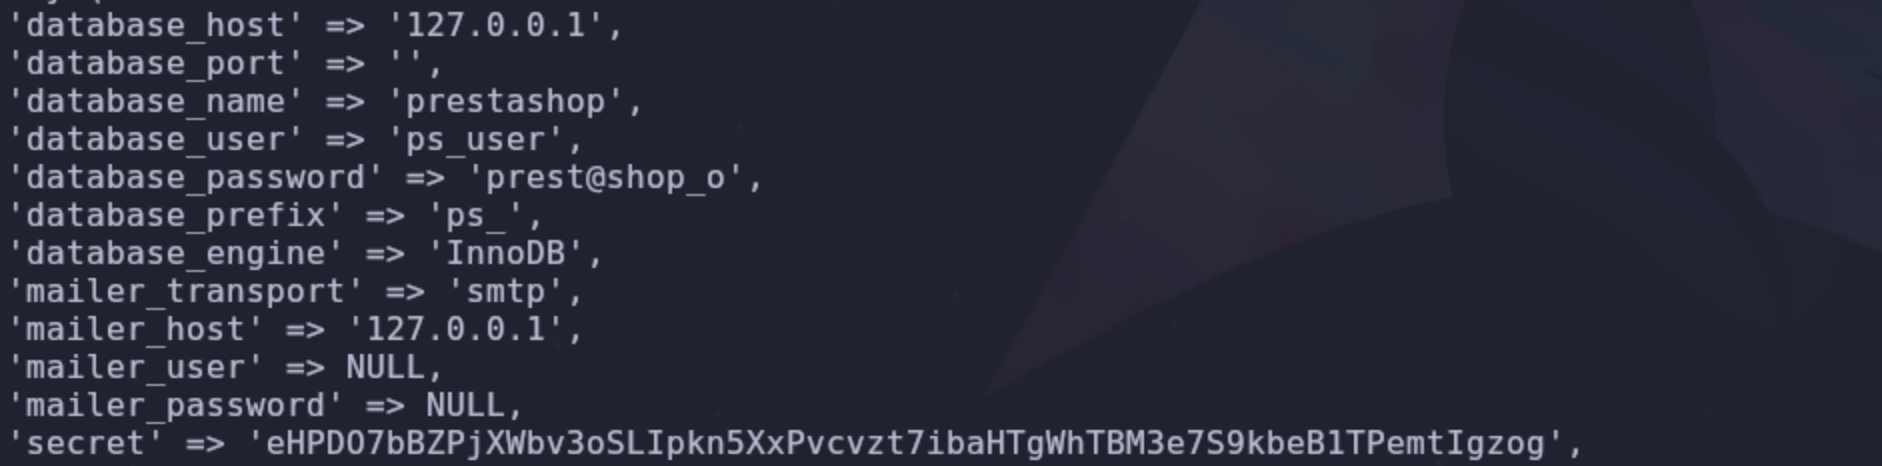 'database_host' => '127.0.0.1',
'database_port' => '',
'database_name' => 'prestashop',
'database_user' => 'ps_user',
'database_password' => 'prest@shop_o',
'database_prefix' => 'ps_',
'database_engine' => 'InnoDB',
'mailer_transport' => 'smtp',
'mailer_host' => '127.0.0.1',
'mailer_user' => NULL,
'mailer_password' => NULL,
'secret' => 'eHPDO7bBZPjXWbv3oSLIpkn5XxPvcvzt7ibaHTgWhTBM3e7S9kbeB1TPemtIgzog',